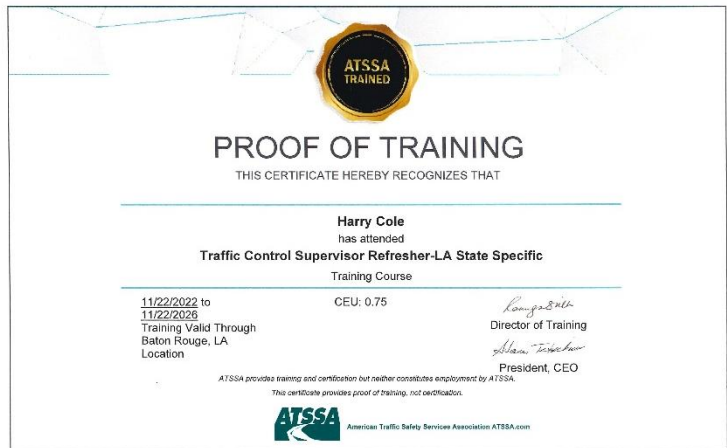 ATSSA
TRAINED
PROOF OF TRAINING
THIS CERTIFICATE HEREBY RECOGNIZES THAT
Harry Cole
has attended
Traffic Control Supervisor Refresher-LA State Specific
Training Course
11/22/2022 to
11/22/2026
Training Valid Through
Baton Rouge, LA
Location
CEU: 0.75
Director of Training
President, CEO
ATSSA provides training and certification but neither constitutes employment by ATSSA.
This certificate provides proof of training, not certification.
ATSSA
American Traffic Safety Services Association ATSSA.com